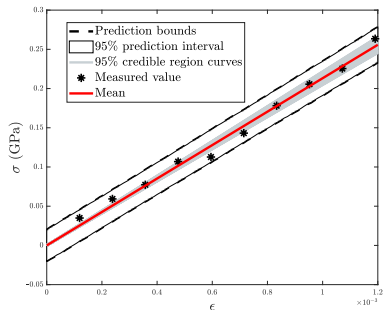 0.3
0.25
0.2
0.15
0.1
0.05
0
-0.05
σ (GPa)
Prediction bounds
95% prediction interval
95% credible region curves
Measured value
Mean
0 0.2 0.4 0.6 0.8 1.0 1.2
×10⁻³
ϵ